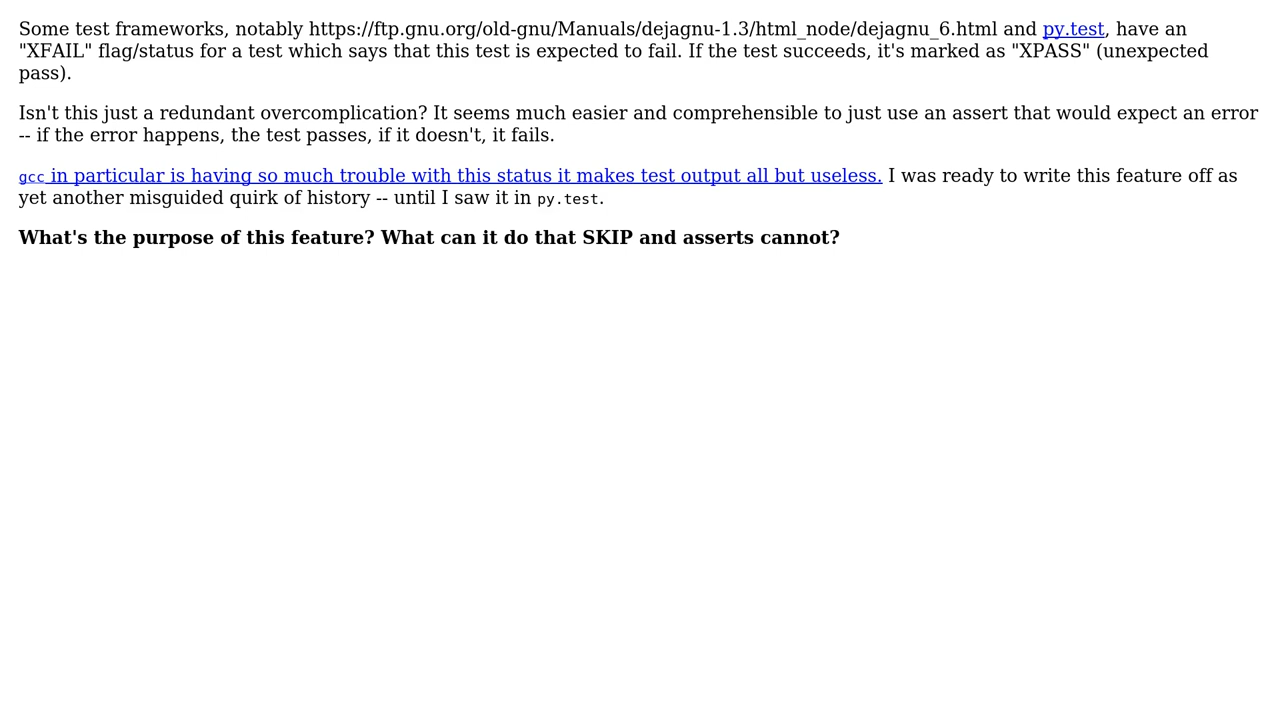 Some test frameworks, notably https://ftp.gnu.org/old-gnu/Manuals/dejagnu-1.3/html_node/dejagnu_6.html and py.test, have an
"XFAIL" flag/status for a test which says that this test is expected to fail. If the test succeeds, it's marked as "XPASS" (unexpected
pass).
Isn't this just a redundant overcomplication? It seems much easier and comprehensible to just use an assert that would expect an error
-- if the error happens, the test passes, if it doesn't, it fails.
gcc in particular is having so much trouble with this status it makes test output all but useless. I was ready to write this feature off as
yet another misguided quirk of history -- until I saw it in py.test.
What's the purpose of this feature? What can it do that SKIP and asserts cannot?